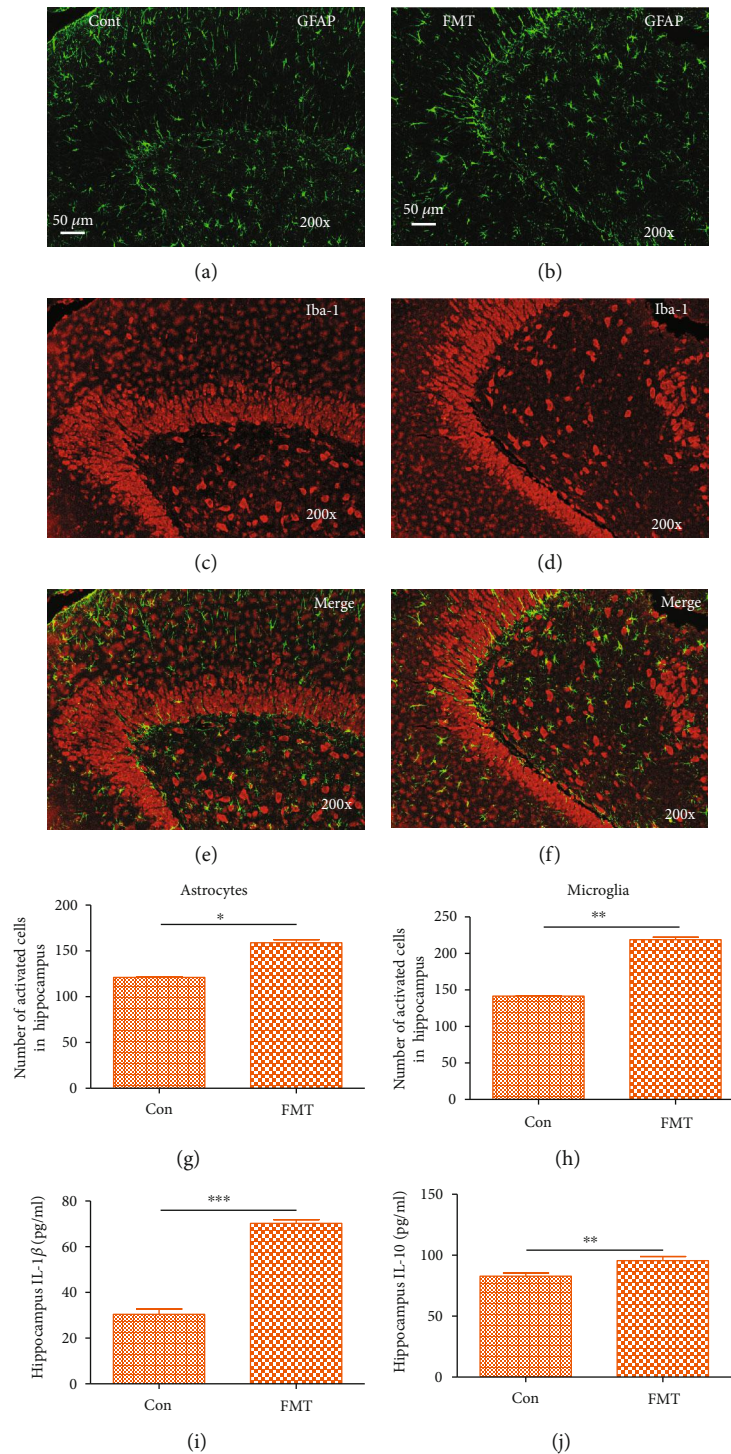 Cont GFAP
50 μm 200x
(a)
FMT GFAP
50 μm 200x
(b)
Iba-1
200x
(c)
Iba-1
200x
(d)
Merge
200x
(e)
Merge
200x
(f)
Astrocytes
Number of activated cells
in hippocampus
200
150
100
50
0
*
Con FMT
(g)
Microglia
Number of activated cells
in hippocampus
250
200
150
100
50
0
**
Con FMT
(h)
Hippocampus IL-1β (pg/ml)
80
60
40
20
0
***
Con FMT
(i)
Hippocampus IL-10 (pg/ml)
150
100
50
0
**
Con FMT
(j)